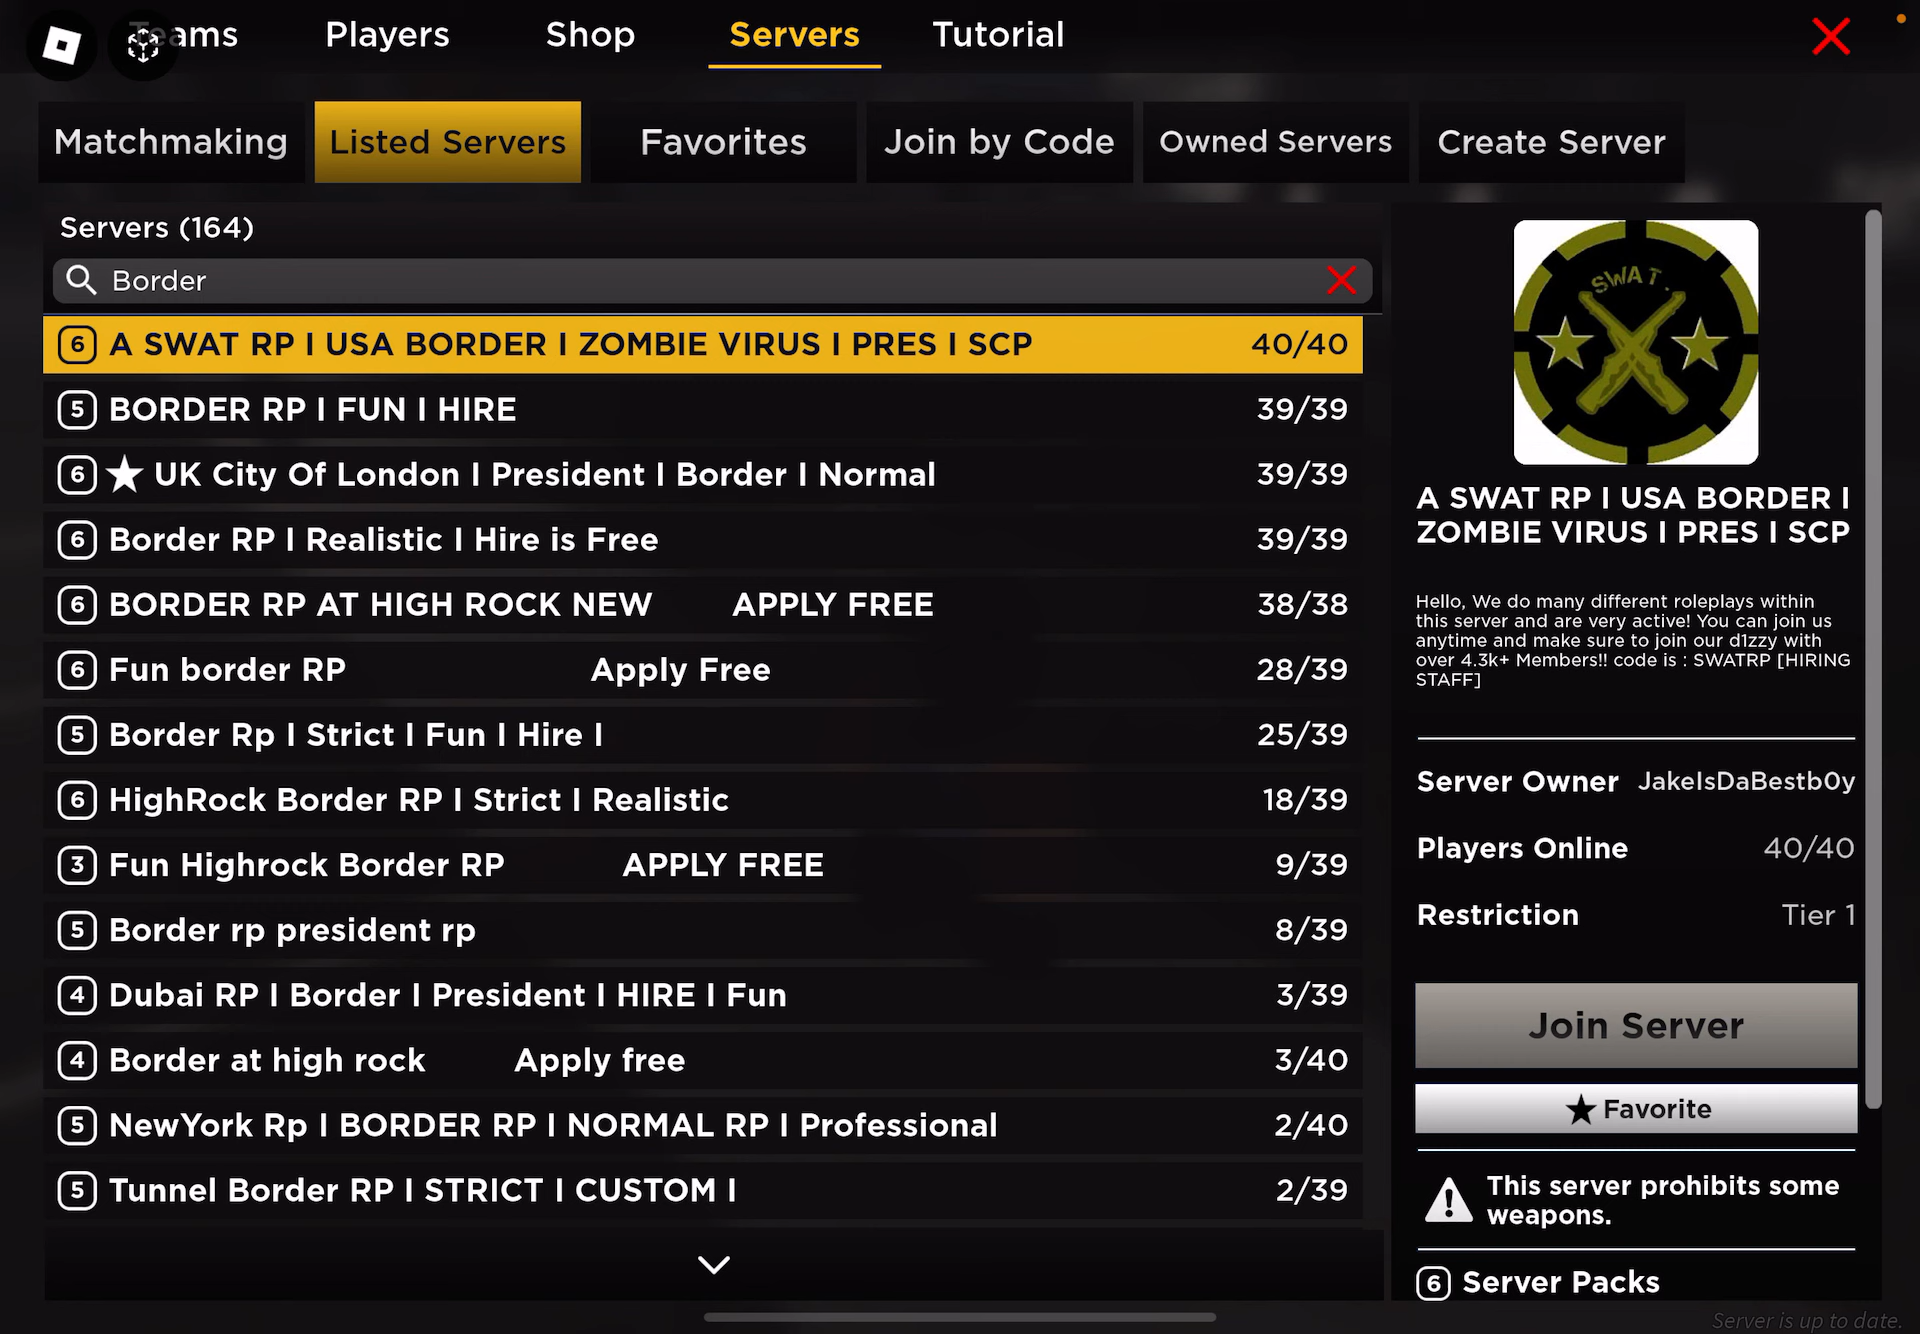 Teams Players Shop Servers Tutorial
Matchmaking Listed Servers Favorites Join by Code Owned Servers Create Server
Servers (164)
Border
6 A SWAT RP I USA BORDER I ZOMBIE VIRUS I PRES I SCP 40/40
5 BORDER RP I FUN I HIRE 39/39
6 ★ UK City Of London I President I Border I Normal 39/39
6 Border RP I Realistic I Hire is Free 39/39
6 BORDER RP AT HIGH ROCK NEW APPLY FREE 38/38
6 Fun border RP Apply Free 28/39
5 Border Rp I Strict I Fun I Hire I 25/39
6 HighRock Border RP I Strict I Realistic 18/39
3 Fun Highrock Border RP APPLY FREE 9/39
5 Border rp president rp 8/39
4 Dubai RP I Border I President I HIRE I Fun 3/39
4 Border at high rock Apply free 3/40
5 NewYork Rp I BORDER RP I NORMAL RP I Professional 2/40
5 Tunnel Border RP I STRICT I CUSTOM I 2/39
SWAT.
A SWAT RP I USA BORDER I
ZOMBIE VIRUS I PRES I SCP
Hello, We do many different roleplays within
this server and are very active! You can join us
anytime and make sure to join our d1zzy with
over 4.3k+ Members!! code is : SWATRP [HIRING
STAFF]
Server Owner JakeIsDaBestb0y
Players Online 40/40
Restriction Tier 1
Join Server
★ Favorite
This server prohibits some
weapons.
6 Server Packs
Server is up to date.